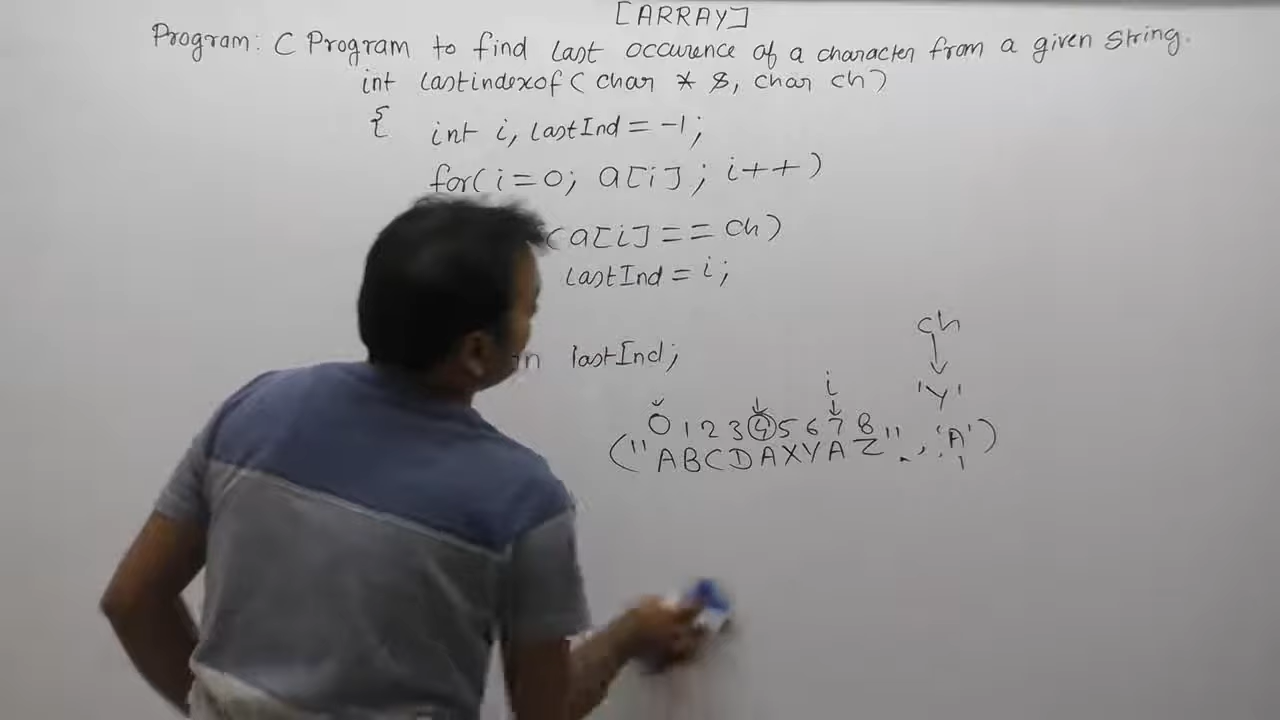 [ARRAY]
Program: C Program to find last occurence of a character from a given string.
int lastindexof( char * s, char ch)
{ int i, lastInd = -1;
for( i = 0; a[i] ; i++ )
(a[i] == ch)
lastInd = i;
n lastInd;
ch
i 'Y'
0 1 2 3 4 5 6 7 8
("ABCDAXYAZ", 'A')